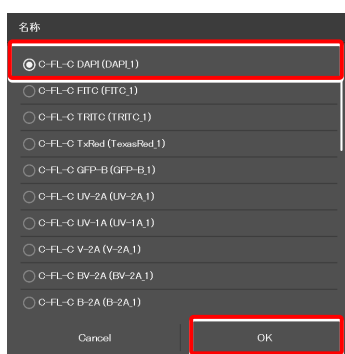 名称
C-FL-C DAPI (DAPI_1)
C-FL-C FITC (FITC_1)
C-FL-C TRITC (TRITC_1)
C-FL-C TxRed (TexasRed_1)
C-FL-C GFP-B (GFP-B_1)
C-FL-C UV-2A (UV-2A_1)
C-FL-C UV-1A (UV-1A_1)
C-FL-C V-2A (V-2A_1)
C-FL-C BV-2A (BV-2A_1)
C-FL-C B-2A (B-2A_1)
Cancel OK